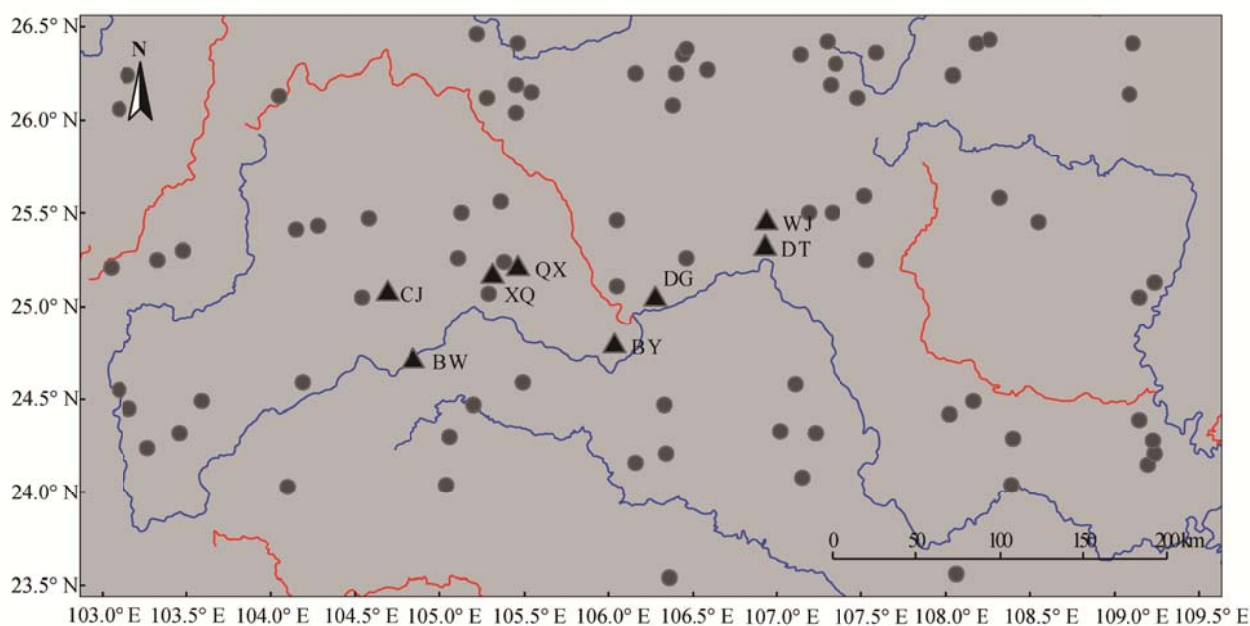 26.5° N
N
26.0° N
25.5° N
WJ
DT
QX
DG
25.0° N
CJ
XQ
BY
BW
24.5° N
24.0° N
0 50 100 150 200 km
23.5° N
103.0° E 103.5° E 104.0° E 104.5° E 105.0° E 105.5° E 106.0° E 106.5° E 107.0° E 107.5° E 108.0° E 108.5° E 109.0° E 109.5° E